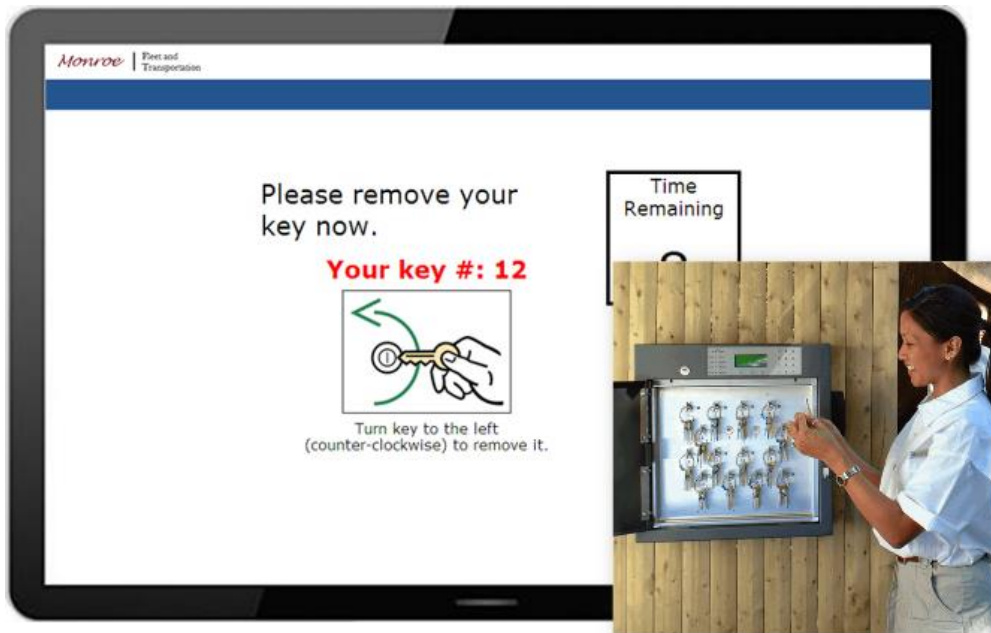 Monroe
Fleet and
Transportation
Please remove your
key now.
Time
Remaining
Your key #: 12
Turn key to the left
(counter-clockwise) to remove it.